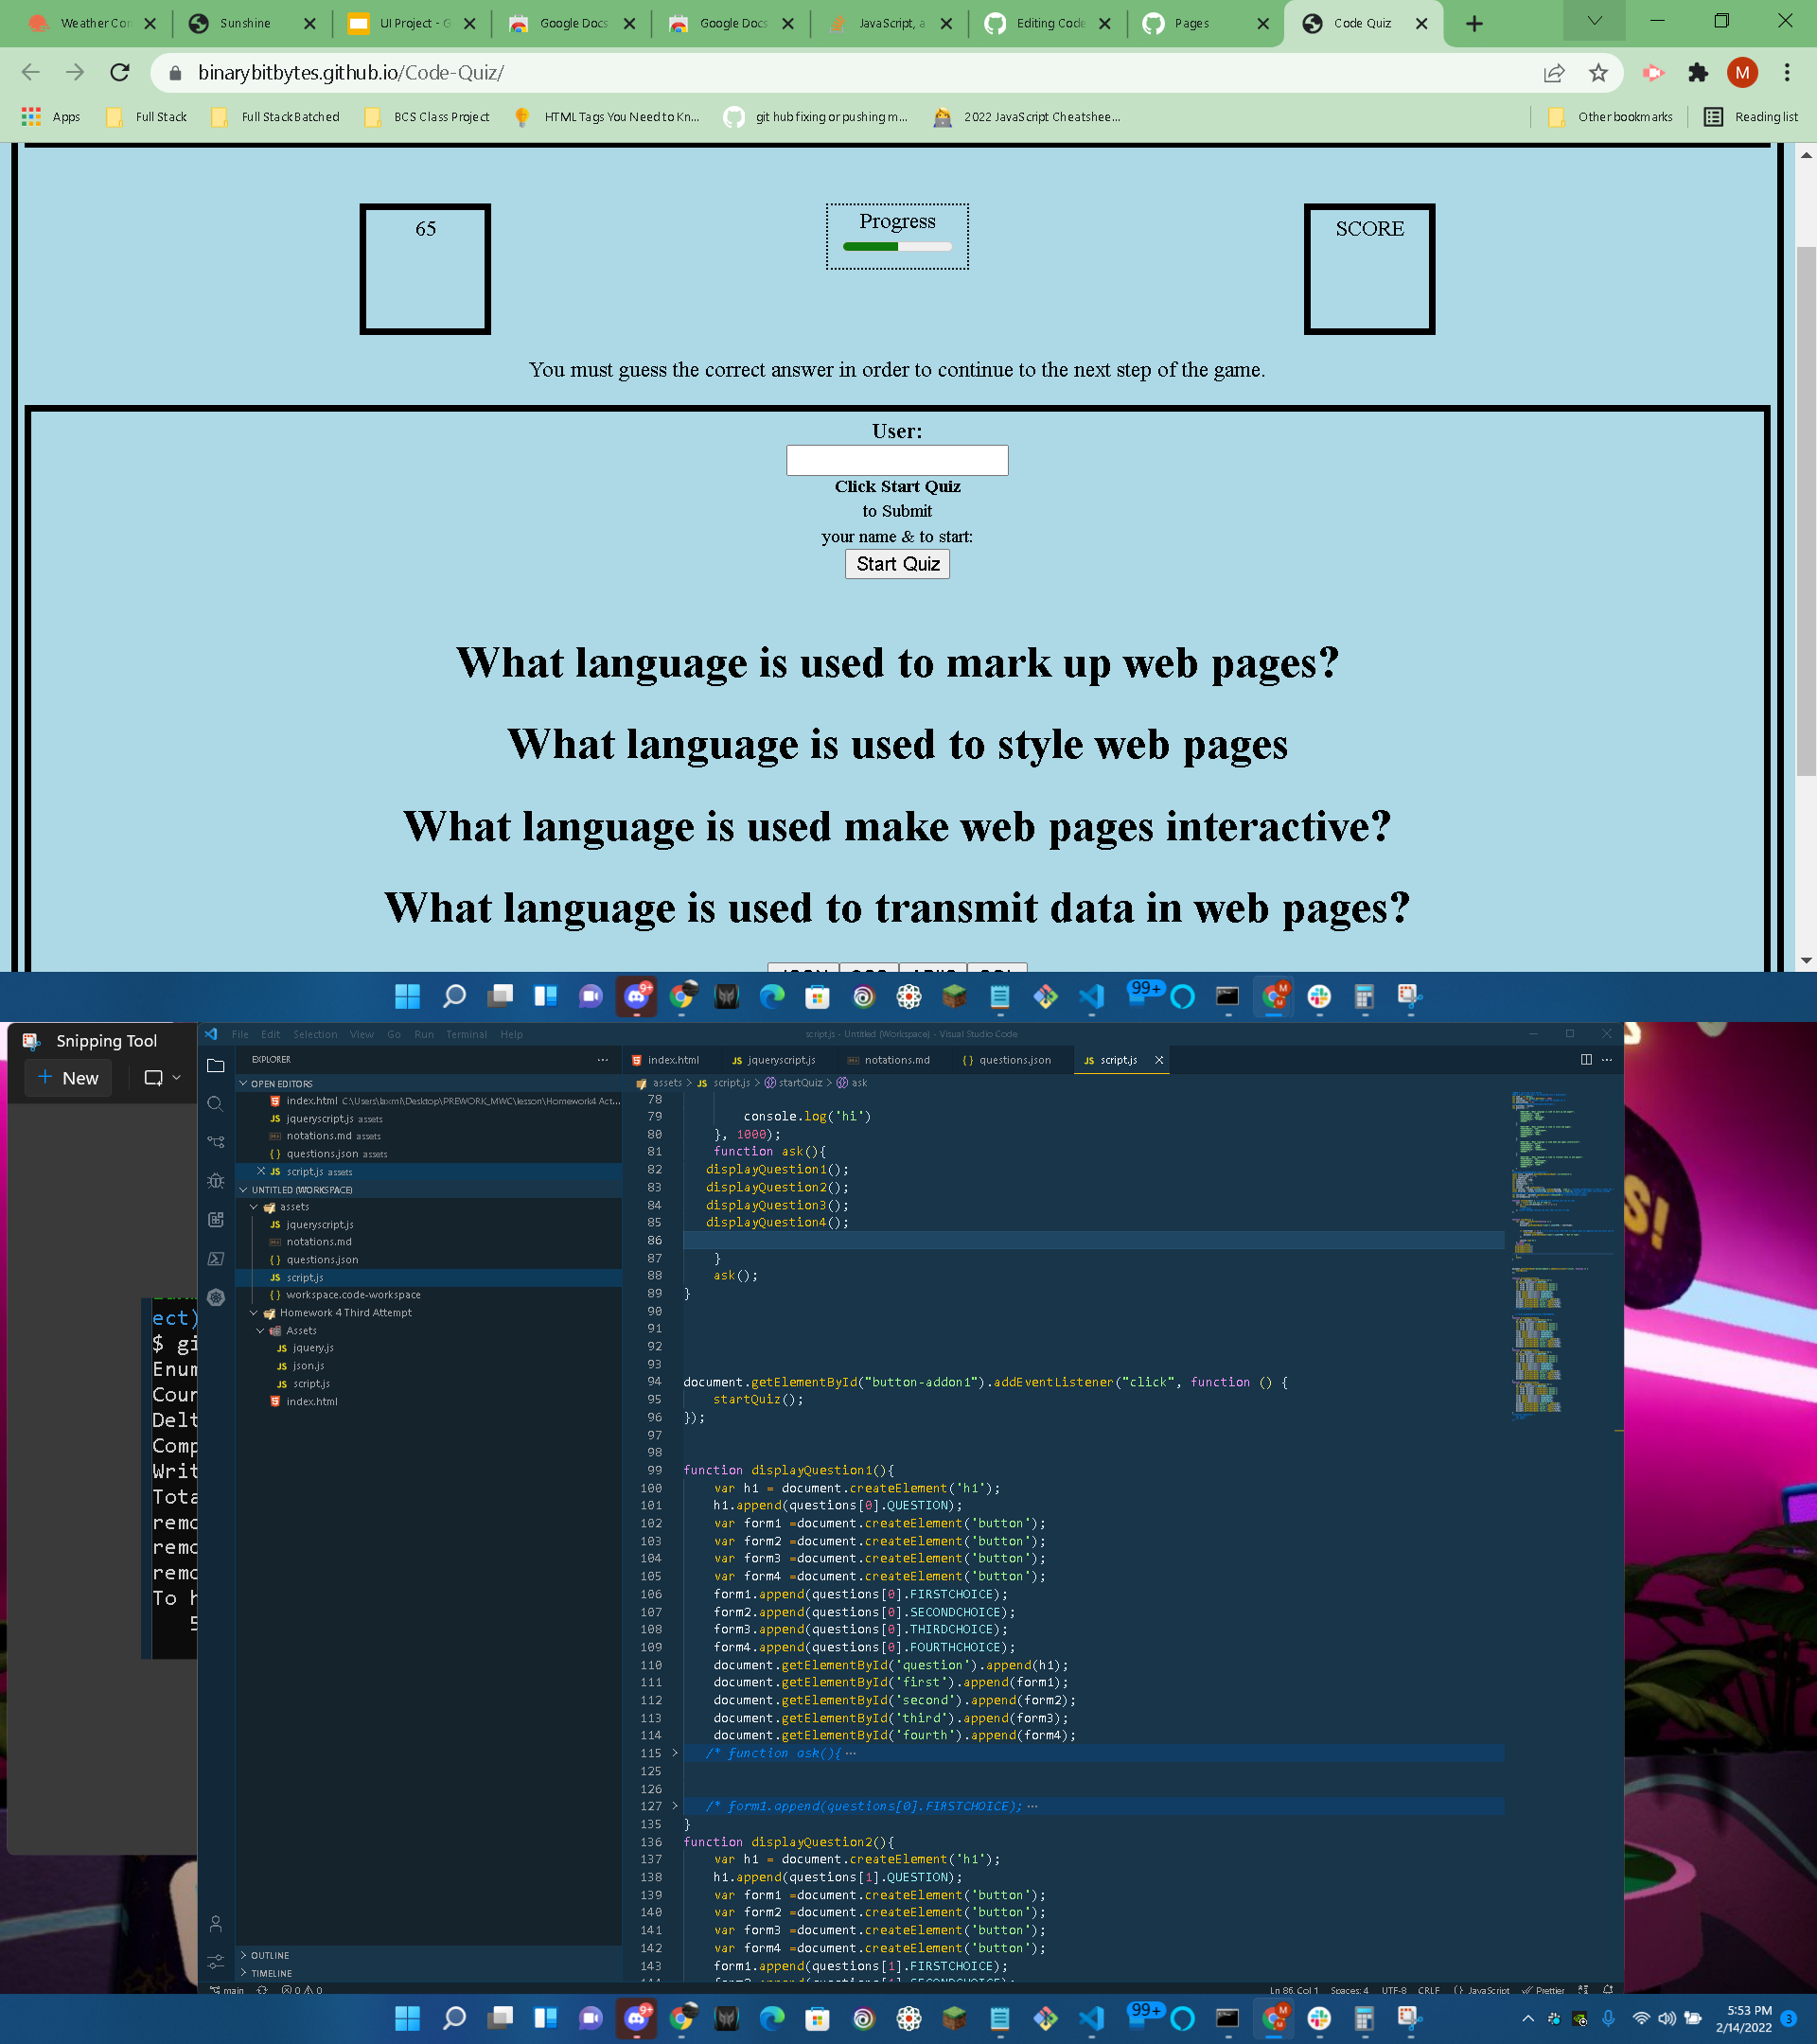 Weather Con
Sunshine
UI Project - G
Google Docs
Google Docs
JavaScript, a
Editing Code
Pages
Code Quiz
binarybitbytes.github.io/Code-Quiz/
M
Apps
Full Stack
Full Stack Batched
BCS Class Project
HTML Tags You Need to Kn...
git hub fixing or pushing m...
2022 JavaScript Cheatshee...
Other bookmarks
Reading list
65
Progress
SCORE
You must guess the correct answer in order to continue to the next step of the game.
User:
Click Start Quiz
to Submit
your name & to start:
Start Quiz
What language is used to mark up web pages?
What language is used to style web pages
What language is used make web pages interactive?
What language is used to transmit data in web pages?
9+
99+
Snipping Tool
New
ect)
$ gi
Enum
Cour
Delt
Comp
Writ
Tota
remo
remo
remo
To h
5
File Edit Selection View Go Run Terminal Help
script.js - Untitled (Workspace) - Visual Studio Code
EXPLORER
OPEN EDITORS
index.html C:\Users\laxmi\Desktop\PREWORK_MWC\lesson\Homework4 Act...
jqueryscript.js assets
notations.md assets
questions.json assets
script.js assets
UNTITLED (WORKSPACE)
assets
jqueryscript.js
notations.md
questions.json
script.js
workspace.code-workspace
Homework 4 Third Attempt
Assets
jquery.js
json.js
script.js
index.html
OUTLINE
TIMELINE
index.html
jqueryscript.js
notations.md
questions.json
script.js
assets > JS script.js > startQuiz > ask
78
79 console.log('hi')
80 }, 1000);
81 function ask(){
82 displayQuestion1();
83 displayQuestion2();
84 displayQuestion3();
85 displayQuestion4();
86
87 }
88 ask();
89 }
90
91
92
93
94 document.getElementById("button-addon1").addEventListener("click", function () {
95 startQuiz();
96 });
97
98
99 function displayQuestion1(){
100 var h1 = document.createElement('h1');
101 h1.append(questions[0].QUESTION);
102 var form1 =document.createElement('button');
103 var form2 =document.createElement('button');
104 var form3 =document.createElement('button');
105 var form4 =document.createElement('button');
106 form1.append(questions[0].FIRSTCHOICE);
107 form2.append(questions[0].SECONDCHOICE);
108 form3.append(questions[0].THIRDCHOICE);
109 form4.append(questions[0].FOURTHCHOICE);
110 document.getElementById('question').append(h1);
111 document.getElementById('first').append(form1);
112 document.getElementById('second').append(form2);
113 document.getElementById('third').append(form3);
114 document.getElementById('fourth').append(form4);
115 /* function ask(){ ...
125
126
127 /* form1.append(questions[0].FIRSTCHOICE); ...
135 }
136 function displayQuestion2(){
137 var h1 = document.createElement('h1');
138 h1.append(questions[1].QUESTION);
139 var form1 =document.createElement('button');
140 var form2 =document.createElement('button');
141 var form3 =document.createElement('button');
142 var form4 =document.createElement('button');
143 form1.append(questions[1].FIRSTCHOICE);
main
0 0
Ln 86, Col 1 Spaces: 4 UTF-8 CRLF { } JavaScript Prettier
9+
99+
5:53 PM
2/14/2022
3